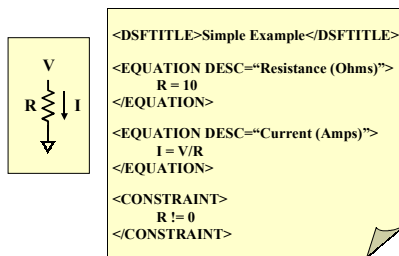 V
R I
<DSFTITLE>Simple Example</DSFTITLE>
<EQUATION DESC=“Resistance (Ohms)”>
R = 10
</EQUATION>
<EQUATION DESC=“Current (Amps)”>
I = V/R
</EQUATION>
<CONSTRAINT>
R != 0
</CONSTRAINT>